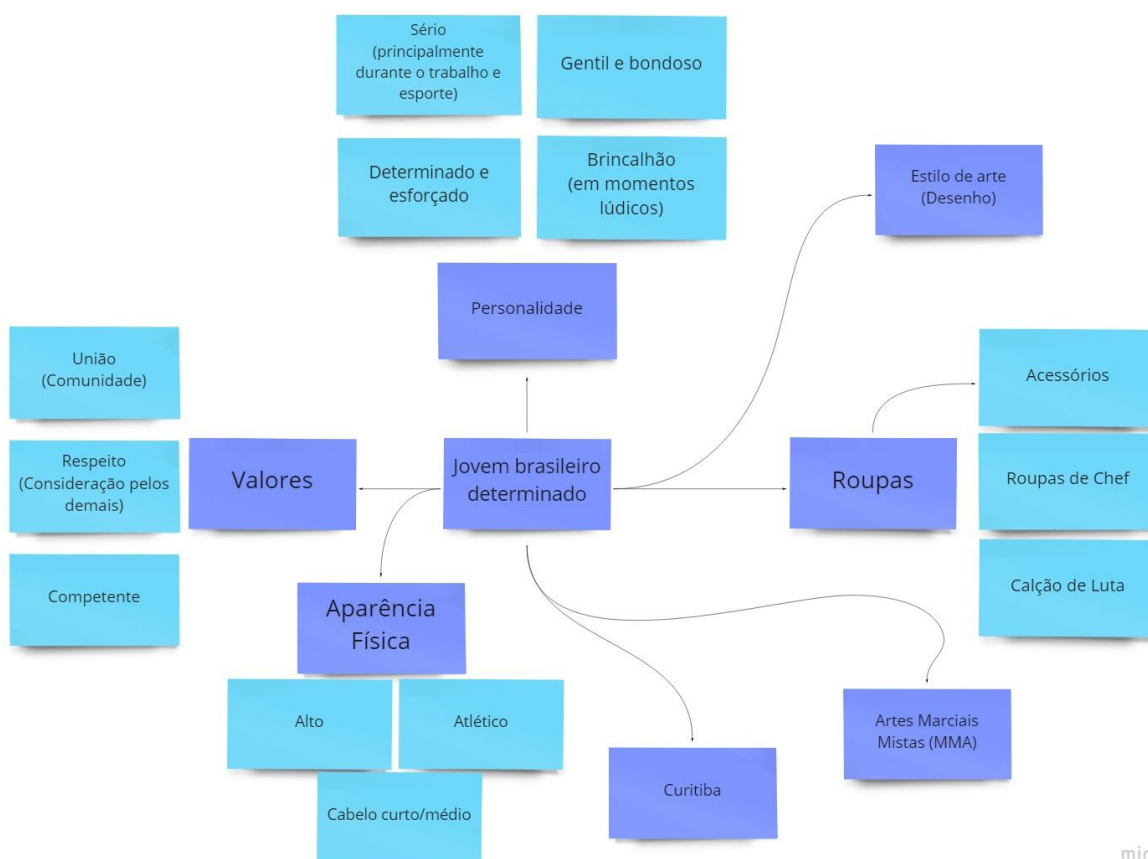 Sério
(principalmente
durante o trabalho e
esporte)
Gentil e bondoso
Determinado e
esforçado
Brincalhão
(em momentos
lúdicos)
Estilo de arte
(Desenho)
Personalidade
União
(Comunidade)
Acessórios
Respeito
(Consideração pelos
demais)
Valores
Jovem brasileiro
determinado
Roupas
Roupas de Chef
Competente
Aparência
Física
Calção de Luta
Alto
Atlético
Artes Marciais
Mistas (MMA)
Cabelo curto/médio
Curitiba